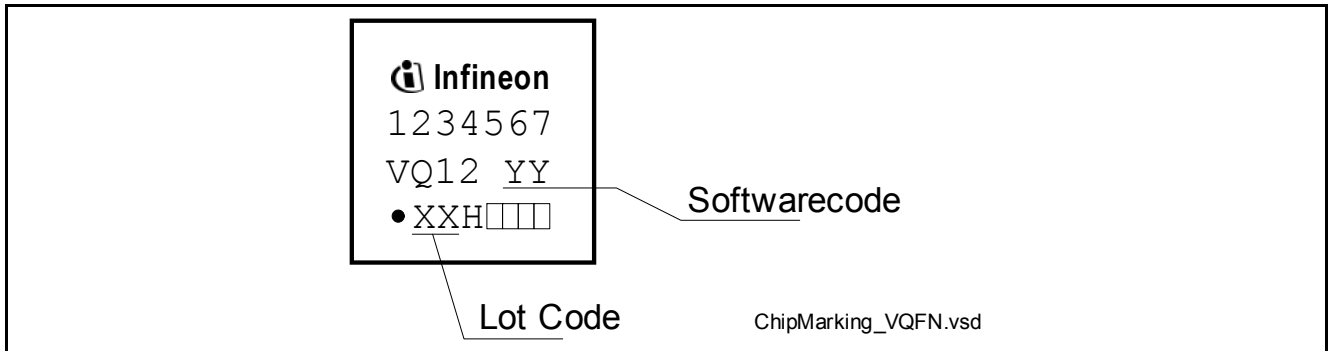 Infineon
1234567
VQ12 YY
XXH
Softwarecode
Lot Code
ChipMarking_VQFN.vsd